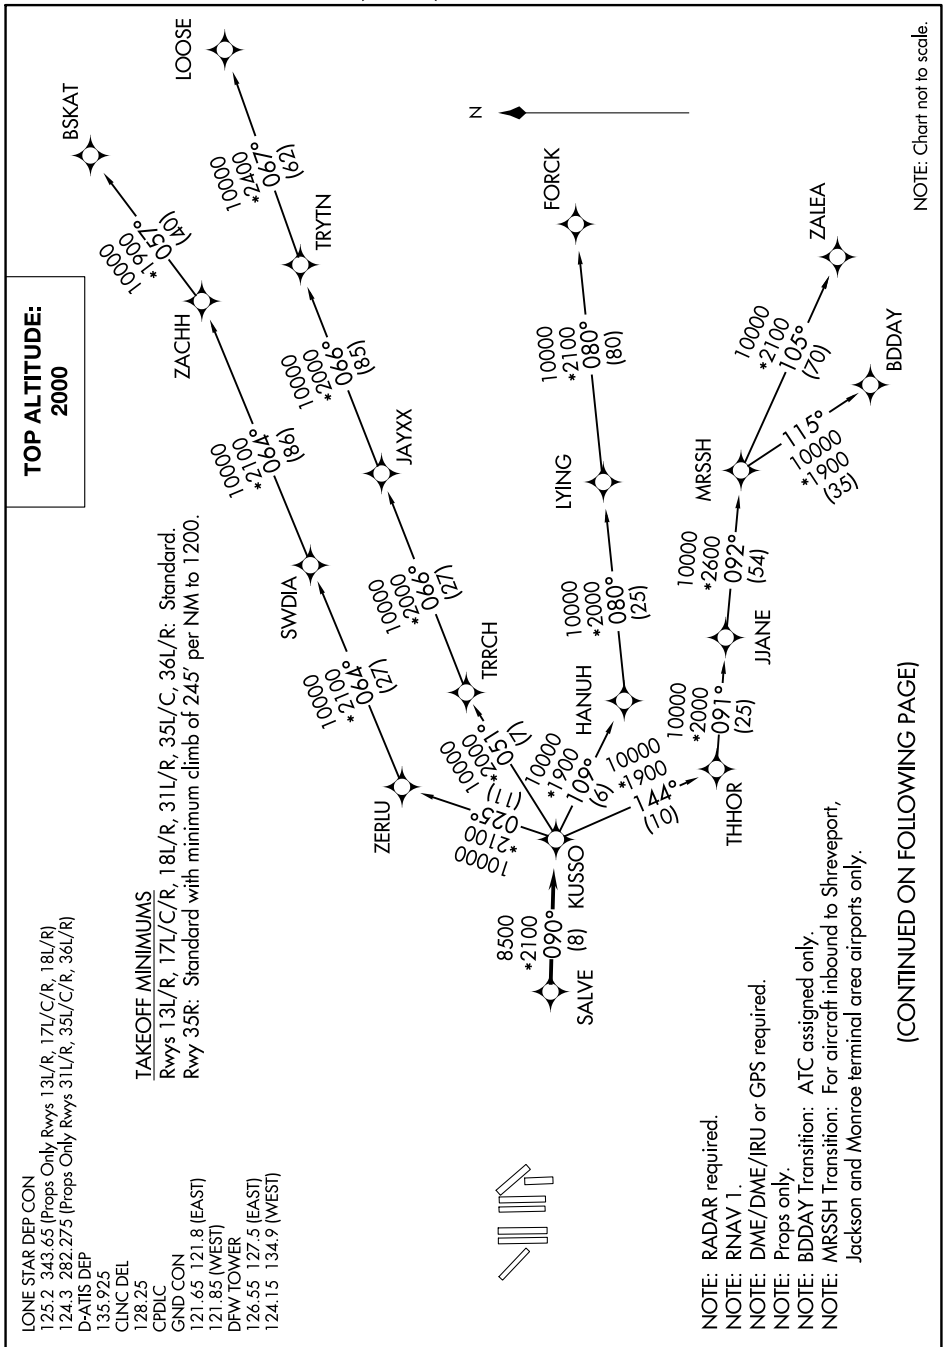 LONE STAR DEP CON
125.2 343.65 (Props Only Rwys 13L/R, 17L/C/R, 18L/R)
124.3 282.275 (Props Only Rwys 31L/R, 35L/C/R, 36L/R)
D-ATIS DEP
135.925
CLNC DEL
128.25
CPDLC
GND CON
121.65 121.8 (EAST)
121.85 (WEST)
DFW TOWER
126.55 127.5 (EAST)
124.15 134.9 (WEST)
TOP ALTITUDE:
2000
TAKEOFF MINIMUMS
Rwys 13L/R, 17L/C/R, 18L/R, 31L/R, 35L/C, 36L/R: Standard.
Rwy 35R: Standard with minimum climb of 245' per NM to 1200.
BSKAT
10000
*1900
057°
(40)
ZACHH
10000
*2100
064°
(86)
SWDIA
10000
*2100
064°
(27)
ZERLU
10000
*2100
025°
(11)
LOOSE
10000
*2400
067°
(62)
TRYTN
10000
*2000
066°
(85)
JAYXX
10000
*2000
066°
(27)
TRRCH
10000
*2000
051°
(7)
N
FORCK
10000
*2100
080°
(80)
LYING
10000
*2000
080°
(25)
HANUH
10000
*1900
109°
(6)
SALVE
8500
*2100
090°
(8)
KUSSO
10000
*1900
144°
(10)
THHOR
10000
*2000
091°
(25)
JJANE
10000
*2600
092°
(54)
MRSSH
10000
*2100
105°
(70)
ZALEA
115°
10000
*1900
(35)
BDDAY
NOTE: RADAR required.
NOTE: RNAV 1.
NOTE: DME/DME/IRU or GPS required.
NOTE: Props only.
NOTE: BDDAY Transition: ATC assigned only.
NOTE: MRSSH Transition: For aircraft inbound to Shreveport,
Jackson and Monroe terminal area airports only.
(CONTINUED ON FOLLOWING PAGE)
NOTE: Chart not to scale.